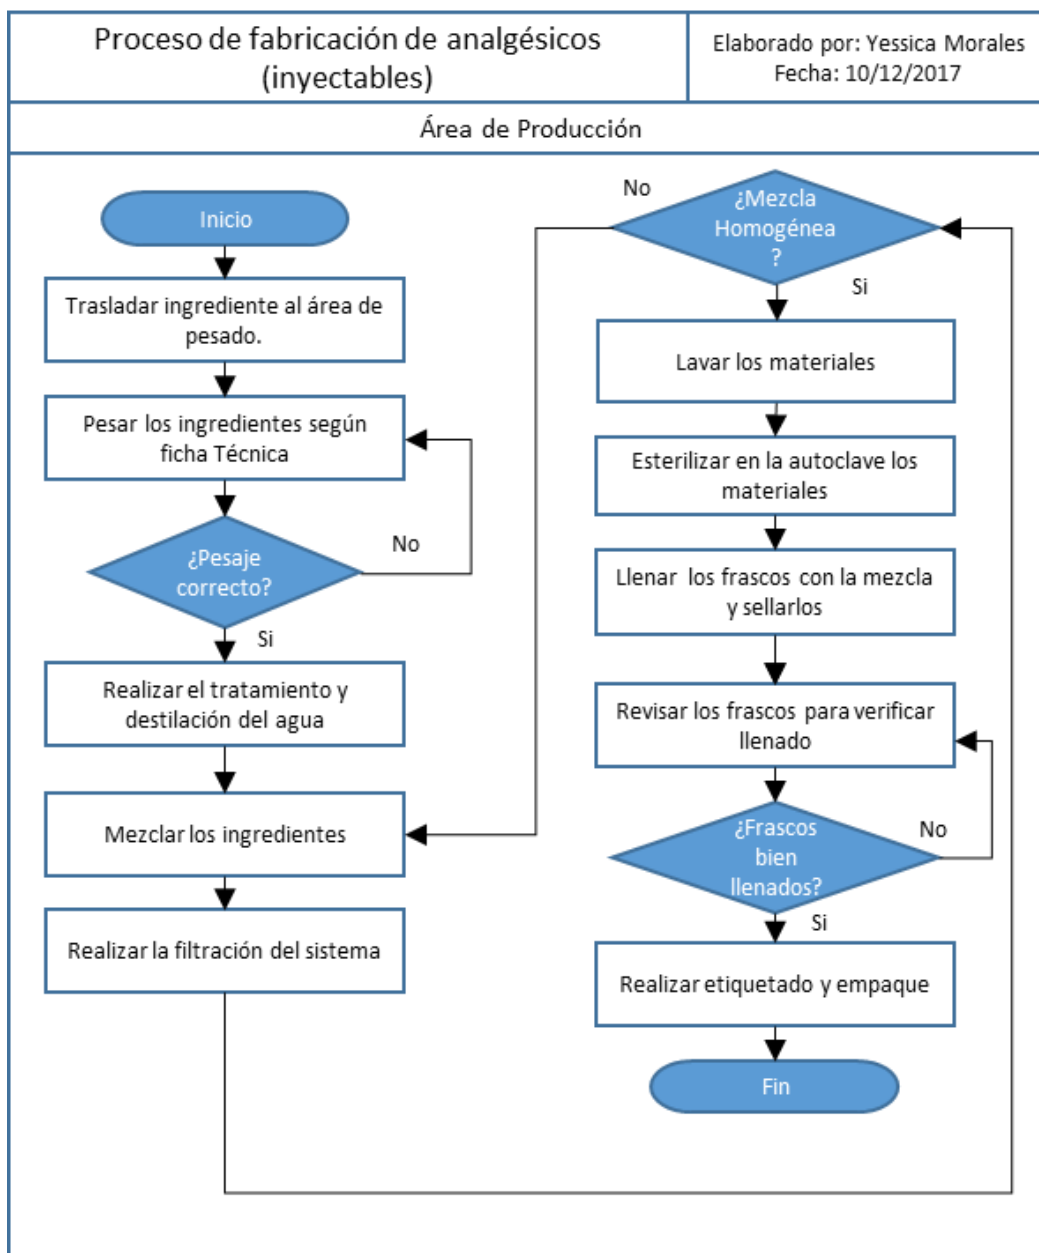 Proceso de fabricación de analgésicos
(inyectables)
Elaborado por: Yessica Morales
Fecha: 10/12/2017
Área de Producción
Inicio
Trasladar ingrediente al área de
pesado.
Pesar los ingredientes según
ficha Técnica
¿Pesaje
correcto?
No
Si
Realizar el tratamiento y
destilación del agua
Mezclar los ingredientes
Realizar la filtración del sistema
No
¿Mezcla
Homogénea
?
Si
Lavar los materiales
Esterilizar en la autoclave los
materiales
Llenar los frascos con la mezcla
y sellarlos
Revisar los frascos para verificar
llenado
¿Frascos
bien
llenados?
No
Si
Realizar etiquetado y empaque
Fin